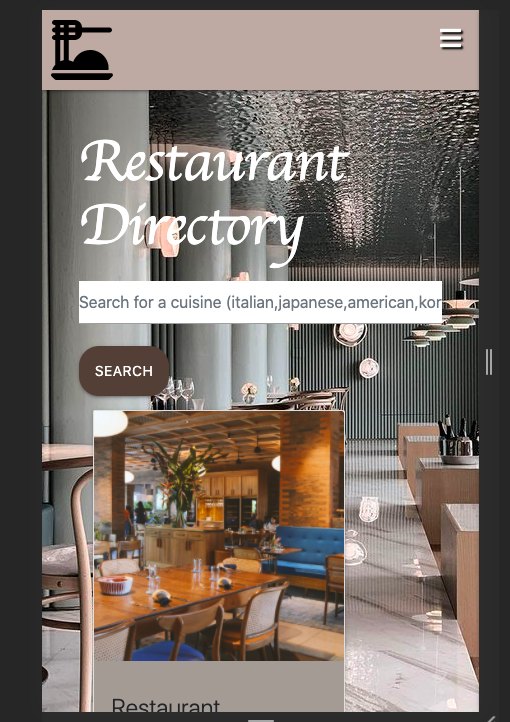 Restaurant
Directory
Search for a cuisine (italian,japanese,american,kor
SEARCH
Restaurant